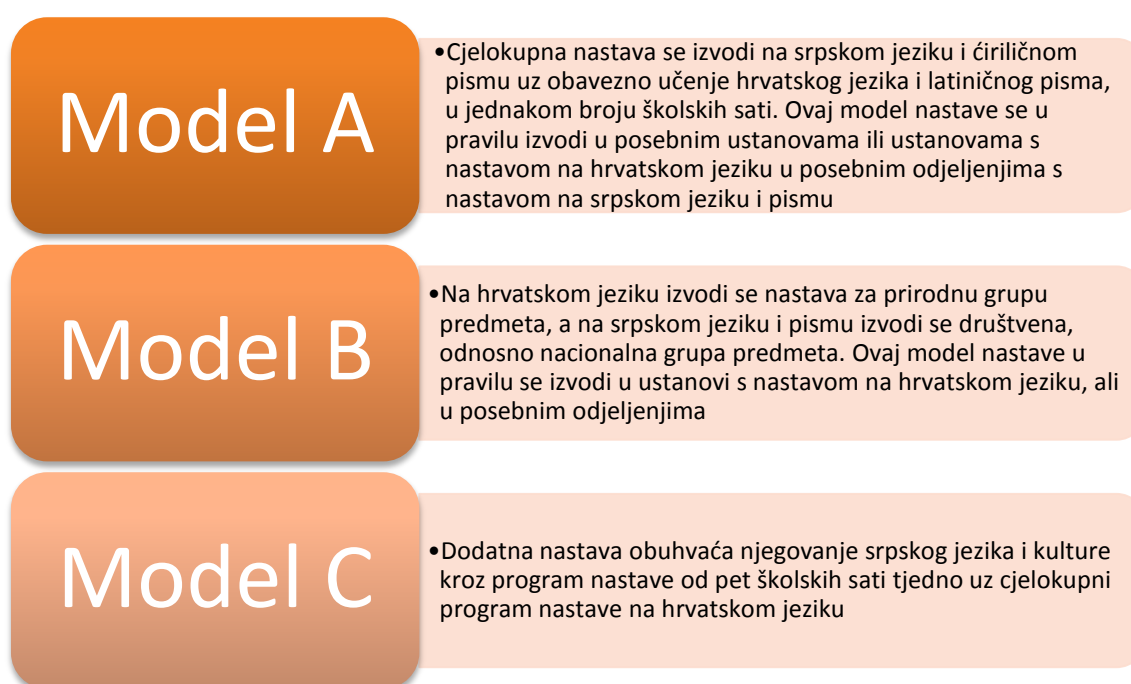 Model A
•Cjelokupna nastava se izvodi na srpskom jeziku i ćiriličnom
pismu uz obavezno učenje hrvatskog jezika i latiničnog pisma,
u jednakom broju školskih sati. Ovaj model nastave se u
pravilu izvodi u posebnim ustanovama ili ustanovama s
nastavom na hrvatskom jeziku u posebnim odjeljenjima s
nastavom na srpskom jeziku i pismu
Model B
•Na hrvatskom jeziku izvodi se nastava za prirodnu grupu
predmeta, a na srpskom jeziku i pismu izvodi se društvena,
odnosno nacionalna grupa predmeta. Ovaj model nastave u
pravilu se izvodi u ustanovi s nastavom na hrvatskom jeziku, ali
u posebnim odjeljenjima
Model C
•Dodatna nastava obuhvaća njegovanje srpskog jezika i kulture
kroz program nastave od pet školskih sati tjedno uz cjelokupni
program nastave na hrvatskom jeziku